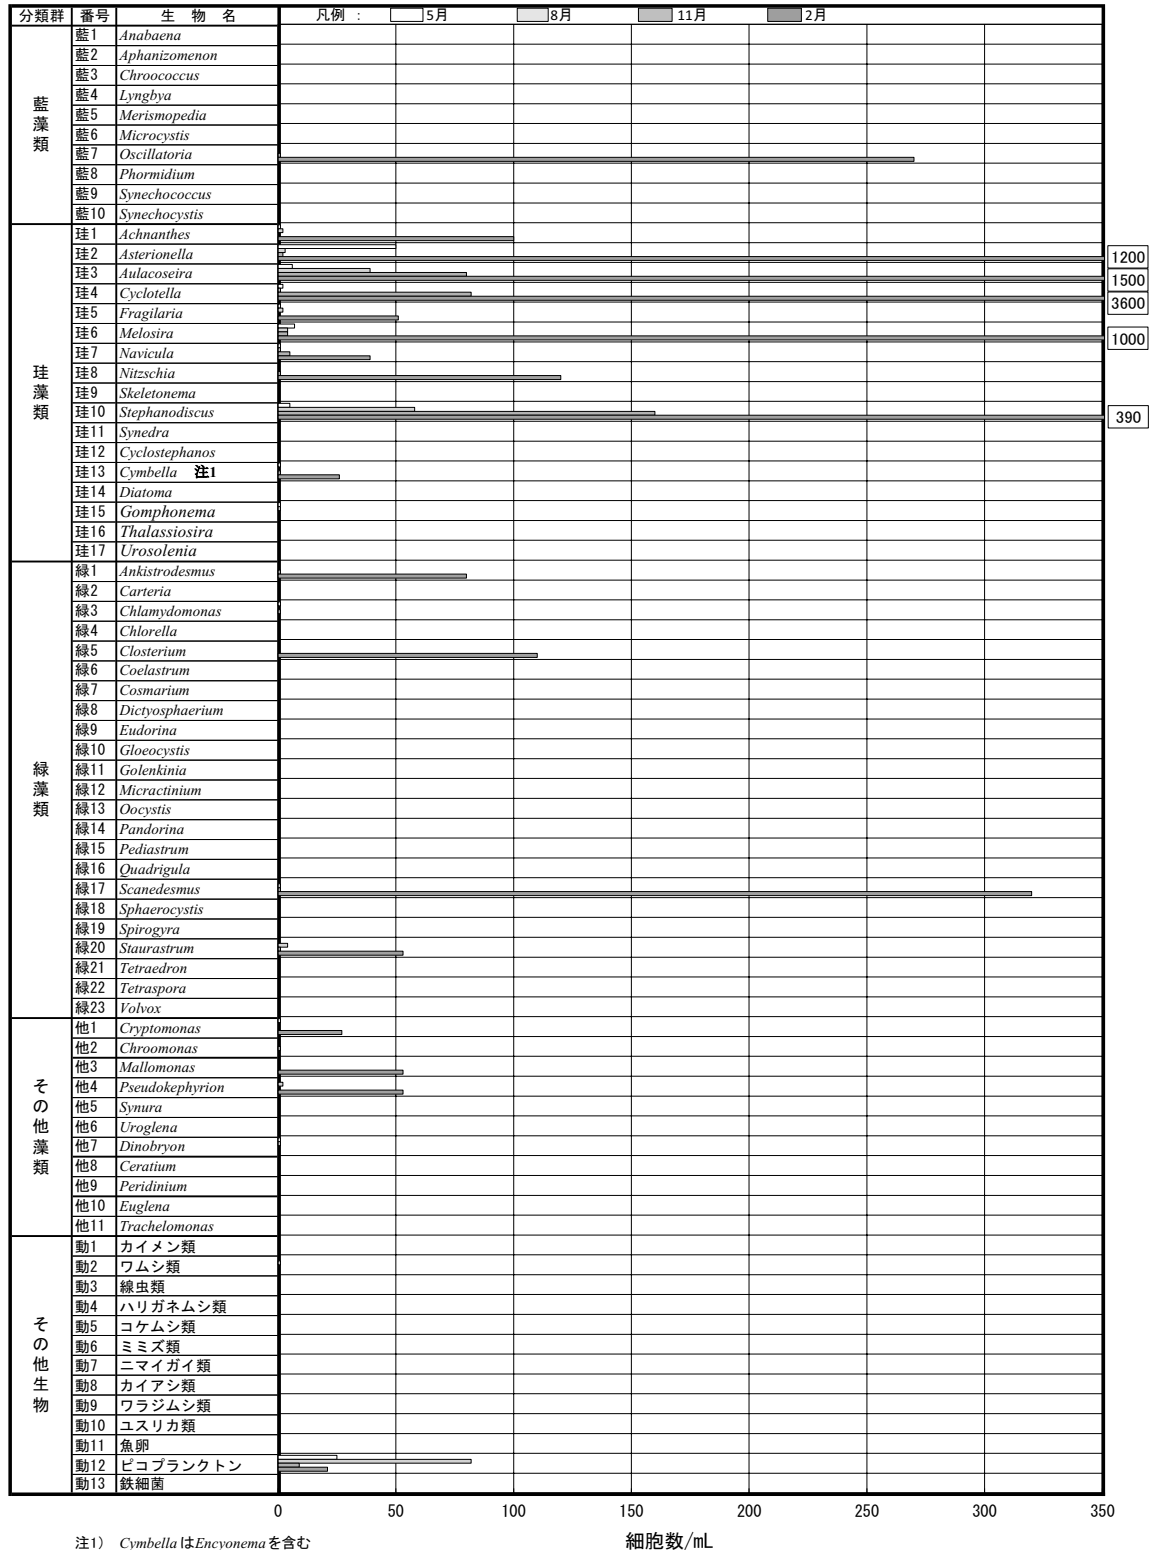 分類群 番号 生物名 凡例 : 5月 8月 11月 2月
藍藻類
藍1 Anabaena
藍2 Aphanizomenon
藍3 Chroococcus
藍4 Lyngbya
藍5 Merismopedia
藍6 Microcystis
藍7 Oscillatoria
藍8 Phormidium
藍9 Synechococcus
藍10 Synechocystis
珪藻類
珪1 Achnanthes
珪2 Asterionella 1200
珪3 Aulacoseira 1500
珪4 Cyclotella 3600
珪5 Fragilaria
珪6 Melosira 1000
珪7 Navicula
珪8 Nitzschia
珪9 Skeletonema
珪10 Stephanodiscus 390
珪11 Synedra
珪12 Cyclostephanos
珪13 Cymbella 注1
珪14 Diatoma
珪15 Gomphonema
珪16 Thalassiosira
珪17 Urosolenia
緑藻類
緑1 Ankistrodesmus
緑2 Carteria
緑3 Chlamydomonas
緑4 Chlorella
緑5 Closterium
緑6 Coelastrum
緑7 Cosmarium
緑8 Dictyosphaerium
緑9 Eudorina
緑10 Gloeocystis
緑11 Golenkinia
緑12 Micractinium
緑13 Oocystis
緑14 Pandorina
緑15 Pediastrum
緑16 Quadrigula
緑17 Scanedesmus
緑18 Sphaerocystis
緑19 Spirogyra
緑20 Staurastrum
緑21 Tetraedron
緑22 Tetraspora
緑23 Volvox
その他藻類
他1 Cryptomonas
他2 Chroomonas
他3 Mallomonas
他4 Pseudokephyrion
他5 Synura
他6 Uroglena
他7 Dinobryon
他8 Ceratium
他9 Peridinium
他10 Euglena
他11 Trachelomonas
その他生物
動1 カイメン類
動2 ワムシ類
動3 線虫類
動4 ハリガネムシ類
動5 コケムシ類
動6 ミミズ類
動7 ニマイガイ類
動8 カイアシ類
動9 ワラジムシ類
動10 ユスリカ類
動11 魚卵
動12 ピコプランクトン
動13 鉄細菌
0 50 100 150 200 250 300 350
注1) CymbellaはEncyonemaを含む 細胞数/mL